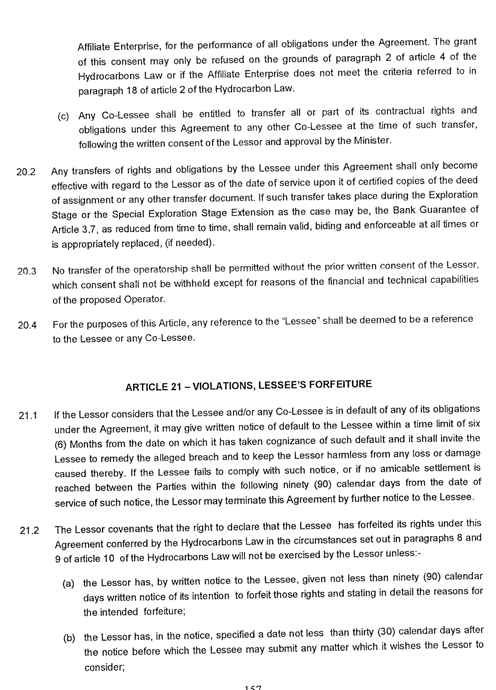 Affiliate Enterprise, for the performance of all obligations under the Agreement. The grant
of this consent may only be refused on the grounds of paragraph 2 of article 4 of the
Hydrocarbons Law or if the Affiliate Enterprise does not meet the criteria referred to in
paragraph 18 of article 2 of the Hydrocarbon Law.
(c) Any Co-Lessee shall be entitled to transfer all or part of its contractual rights and
obligations under this Agreement to any other Co-Lessee at the time of such transfer,
following the written consent of the Lessor and approval by the Minister.
20.2 Any transfers of rights and obligations by the Lessee under this Agreement shall only become
effective with regard to the Lessor as of the date of service upon it of certified copies of the deed
of assignment or any other transfer document. If such transfer takes place during the Exploration
Stage or the Special Exploration Stage Extension as the case may be, the Bank Guarantee of
Article 3.7, as reduced from time to time, shall remain valid, biding and enforceable at all times or
is appropriately replaced, (if needed).
20.3 No transfer of the operatorship shall be permitted without the prior written consent of the Lessor,
which consent shall not be withheld except for reasons of the financial and technical capabilities
of the proposed Operator.
20.4 For the purposes of this Article, any reference to the “Lessee” shall be deemed to be a reference
to the Lessee or any Co-Lessee.
ARTICLE 21 – VIOLATIONS, LESSEE'S FORFEITURE
21.1 If the Lessor considers that the Lessee and/or any Co-Lessee is in default of any of its obligations
under the Agreement, it may give written notice of default to the Lessee within a time limit of six
(6) Months from the date on which it has taken cognizance of such default and it shall invite the
Lessee to remedy the alleged breach and to keep the Lessor harmless from any loss or damage
caused thereby. If the Lessee fails to comply with such notice, or if no amicable settlement is
reached between the Parties within the following ninety (90) calendar days from the date of
service of such notice, the Lessor may terminate this Agreement by further notice to the Lessee.
21.2 The Lessor covenants that the right to declare that the Lessee has forfeited its rights under this
Agreement conferred by the Hydrocarbons Law in the circumstances set out in paragraphs 8 and
9 of article 10 of the Hydrocarbons Law will not be exercised by the Lessor unless:-
(a) the Lessor has, by written notice to the Lessee, given not less than ninety (90) calendar
days written notice of its intention to forfeit those rights and stating in detail the reasons for
the intended forfeiture;
(b) the Lessor has, in the notice, specified a date not less than thirty (30) calendar days after
the notice before which the Lessee may submit any matter which it wishes the Lessor to
consider;
157